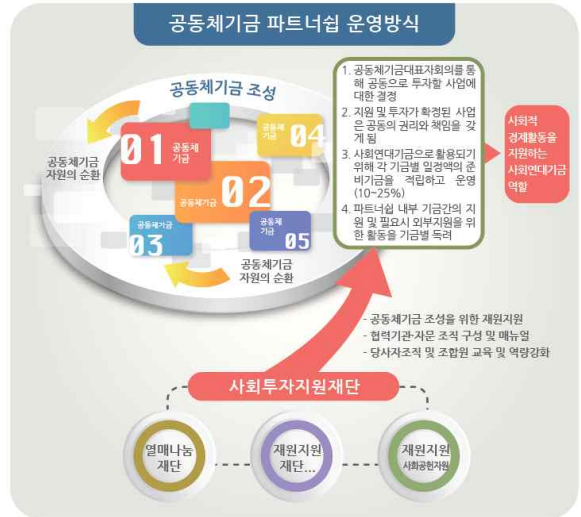 공동체기금 파트너쉽 운영방식
공동체기금 조성
01
공동체
기금
공동체
기금
04
공동체기금
02
공동체기금
03
공동체
기금
05
공동체기금
자원의 순환
공동체기금
자원의 순환
1. 공동체기금대표자회의를 통
해 공동으로 투자할 사업에
대한 결정
2. 지원 및 투자가 확정된 사업
은 공동의 권리와 책임을 갖
게 됨
3. 사회연대기금으로 활용되기
위해 각 기금별 일정액의 준
비기금을 적립하고 운영
(10~25%)
4. 파트너쉽 내부 기금간의 지
원 및 필요시 외부지원을 위
한 활동을 기금별 독려
사회적
경제활동을
지원하는
사회연대기금
역할
- 공동체기금 조성을 위한 재원지원
- 협력기관·자문 조직 구성 및 매뉴얼
- 당사자조직 및 조합원 교육 및 역량강화
사회투자지원재단
열매나눔
재단
재원지원
재단...
재원지원
사회공헌자원